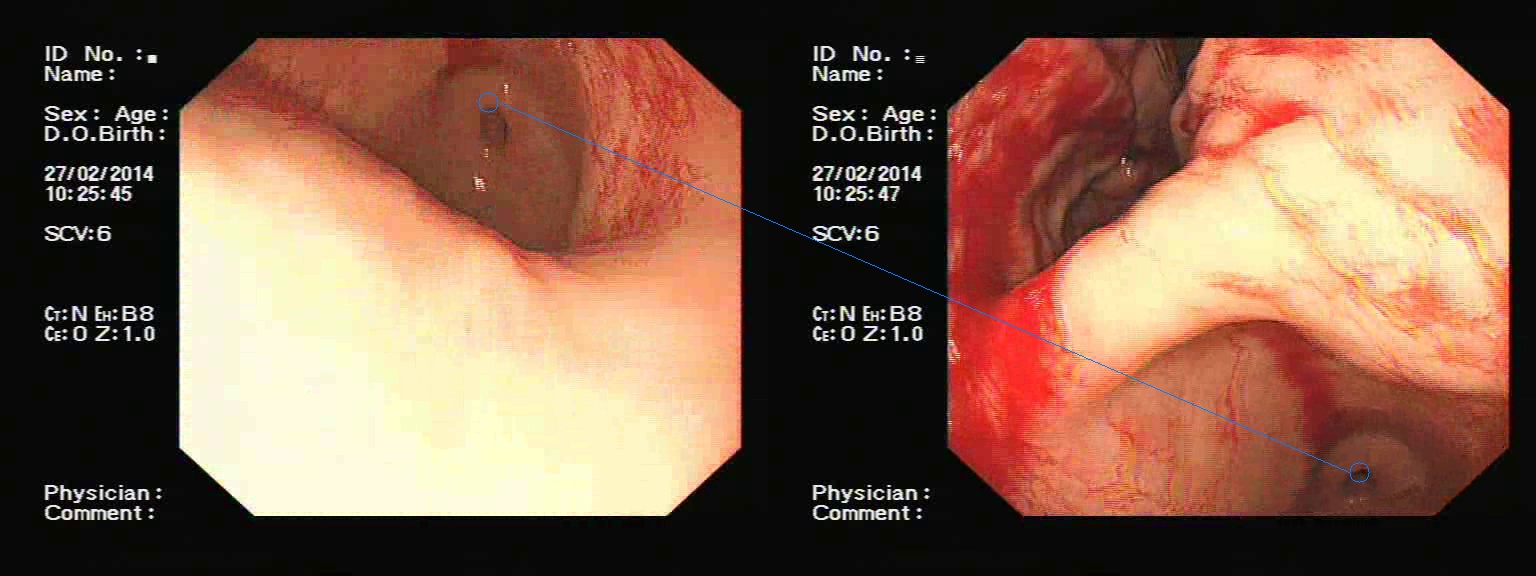 ID No. :
Name:
Sex: Age:
D.O.Birth:
27/02/2014
10:25:45
SCV:6
CT:N EH:B8
CE:0 Z:1.0
Physician:
Comment:
ID No. :
Name:
Sex: Age:
D.O.Birth:
27/02/2014
10:25:47
SCV:6
CT:N EH:B8
CE:0 Z:1.0
Physician:
Comment: